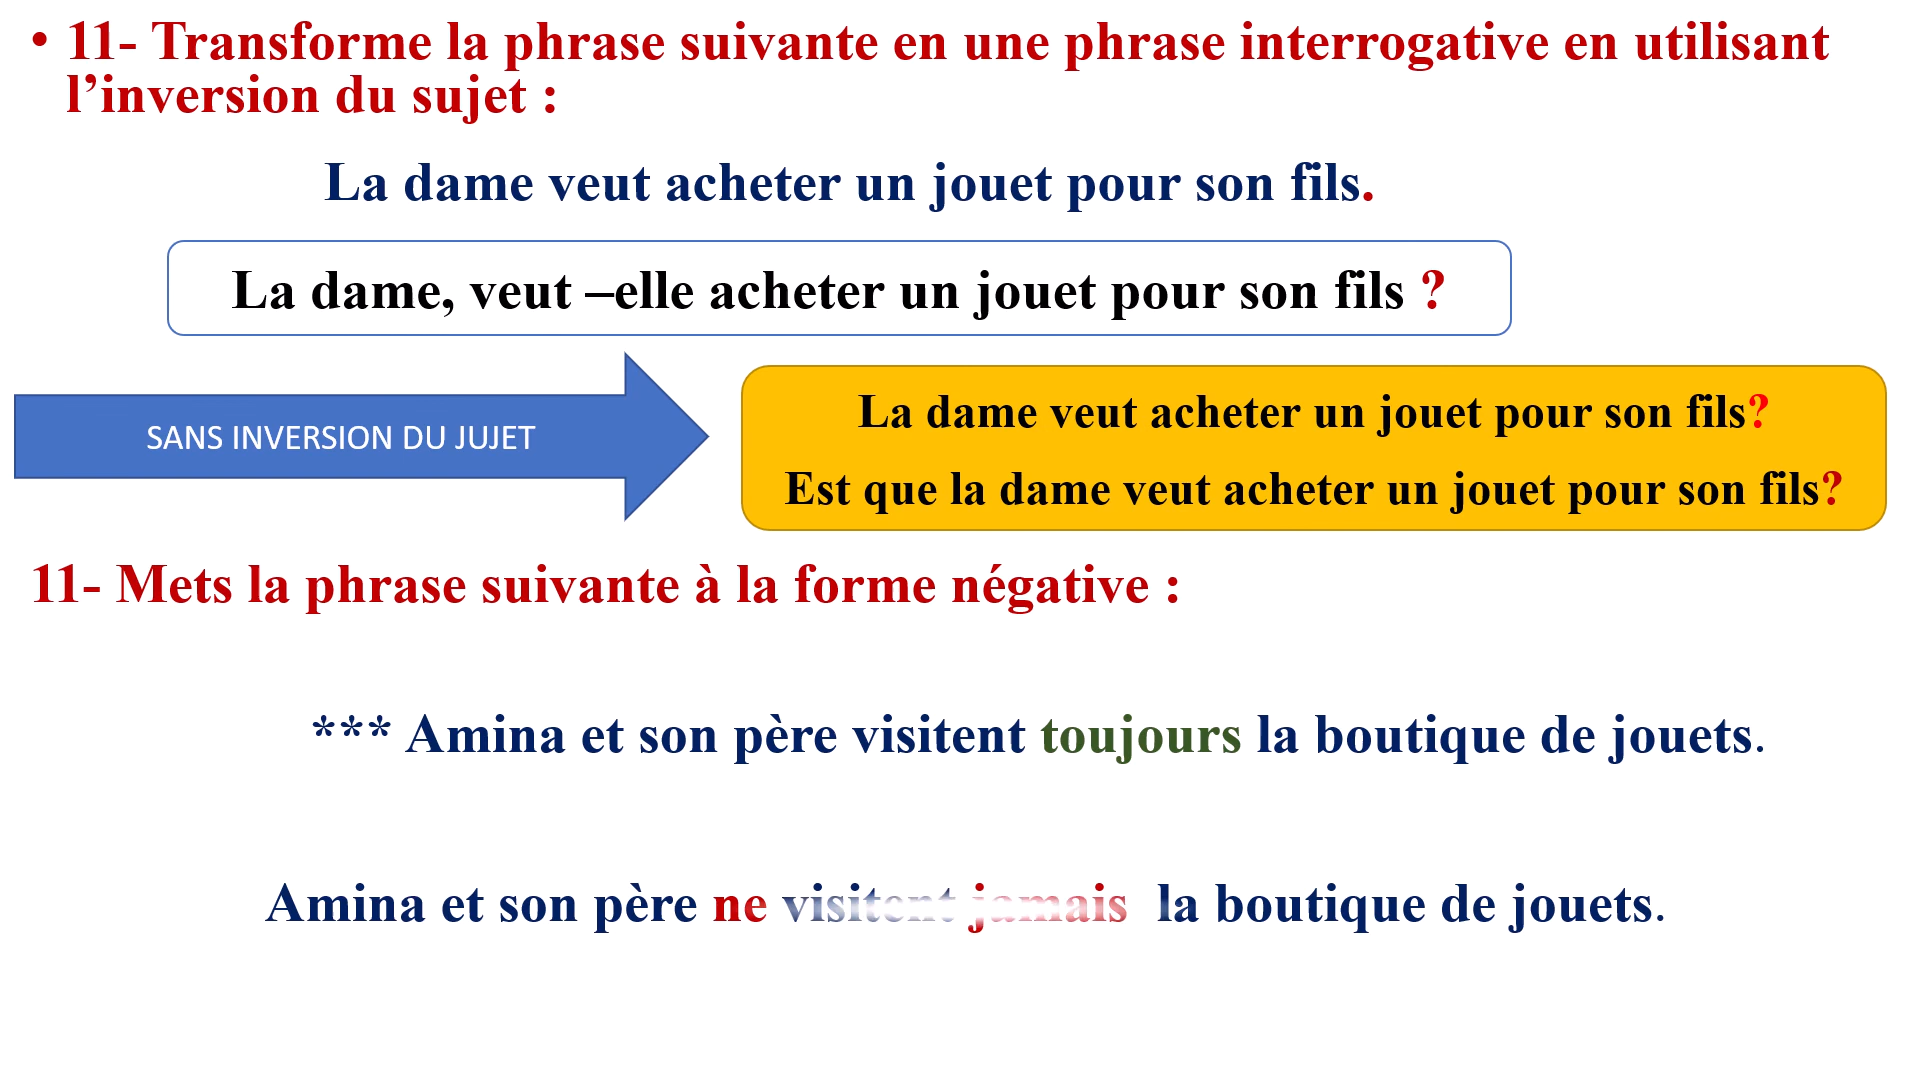 • 11- Transforme la phrase suivante en une phrase interrogative en utilisant
l’inversion du sujet :
La dame veut acheter un jouet pour son fils.
La dame, veut –elle acheter un jouet pour son fils ?
SANS INVERSION DU JUJET
La dame veut acheter un jouet pour son fils?
Est que la dame veut acheter un jouet pour son fils?
11- Mets la phrase suivante à la forme négative :
*** Amina et son père visitent toujours la boutique de jouets.
Amina et son père ne visitent jamais la boutique de jouets.